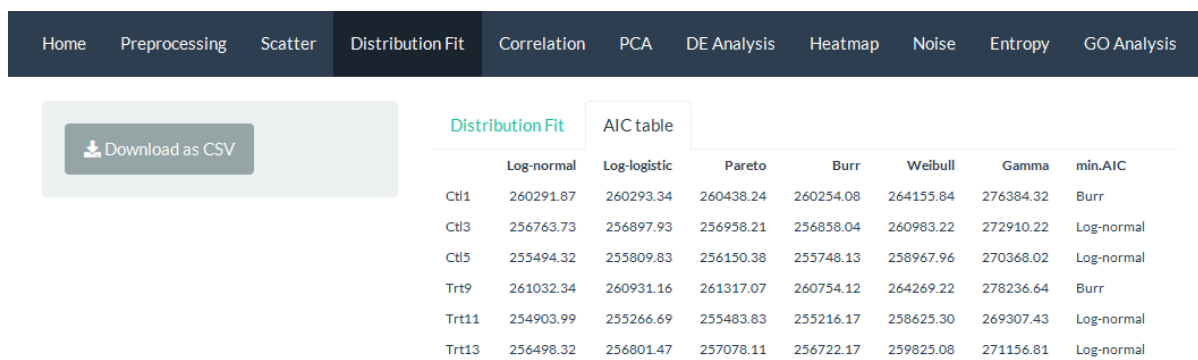 Home Preprocessing Scatter Distribution Fit Correlation PCA DE Analysis Heatmap Noise Entropy GO Analysis
Download as CSV
Distribution Fit AIC table
Log-normal Log-logistic Pareto Burr Weibull Gamma min.AIC
Ctl1 260291.87 260293.34 260438.24 260254.08 264155.84 276384.32 Burr
Ctl3 256763.73 256897.93 256958.21 256858.04 260983.22 272910.22 Log-normal
Ctl5 255494.32 255809.83 256150.38 255748.13 258967.96 270368.02 Log-normal
Trt9 261032.34 260931.16 261317.07 260754.12 264269.22 278236.64 Burr
Trt11 254903.99 255266.69 255483.83 255216.17 258625.30 269307.43 Log-normal
Trt13 256498.32 256801.47 257078.11 256722.17 259825.08 271156.81 Log-normal